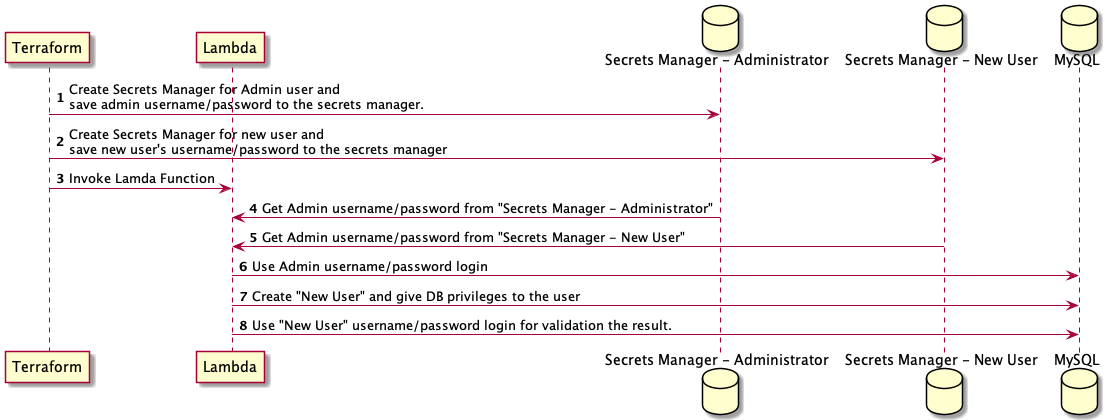 Terraform
Lambda
Secrets Manager - Administrator
Secrets Manager - New User
MySQL
1 Create Secrets Manager for Admin user and
save admin username/password to the secrets manager.
2 Create Secrets Manager for new user and
save new user's username/password to the secrets manager
3 Invoke Lamda Function
4 Get Admin username/password from "Secrets Manager - Administrator"
5 Get Admin username/password from "Secrets Manager - New User"
6 Use Admin username/password login
7 Create "New User" and give DB privileges to the user
8 Use "New User" username/password login for validation the result.
Terraform
Lambda
Secrets Manager - Administrator
Secrets Manager - New User
MySQL